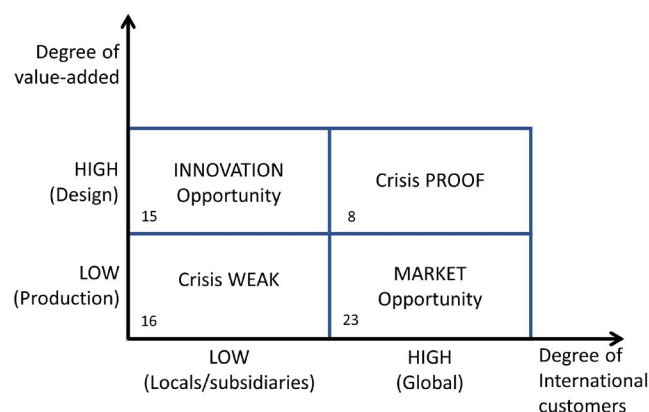 Degree of
value-added
HIGH
(Design)
INNOVATION
Opportunity
15
Crisis PROOF
8
LOW
(Production)
Crisis WEAK
16
MARKET
Opportunity
23
LOW
(Locals/subsidiaries)
HIGH
(Global)
Degree of
International
customers